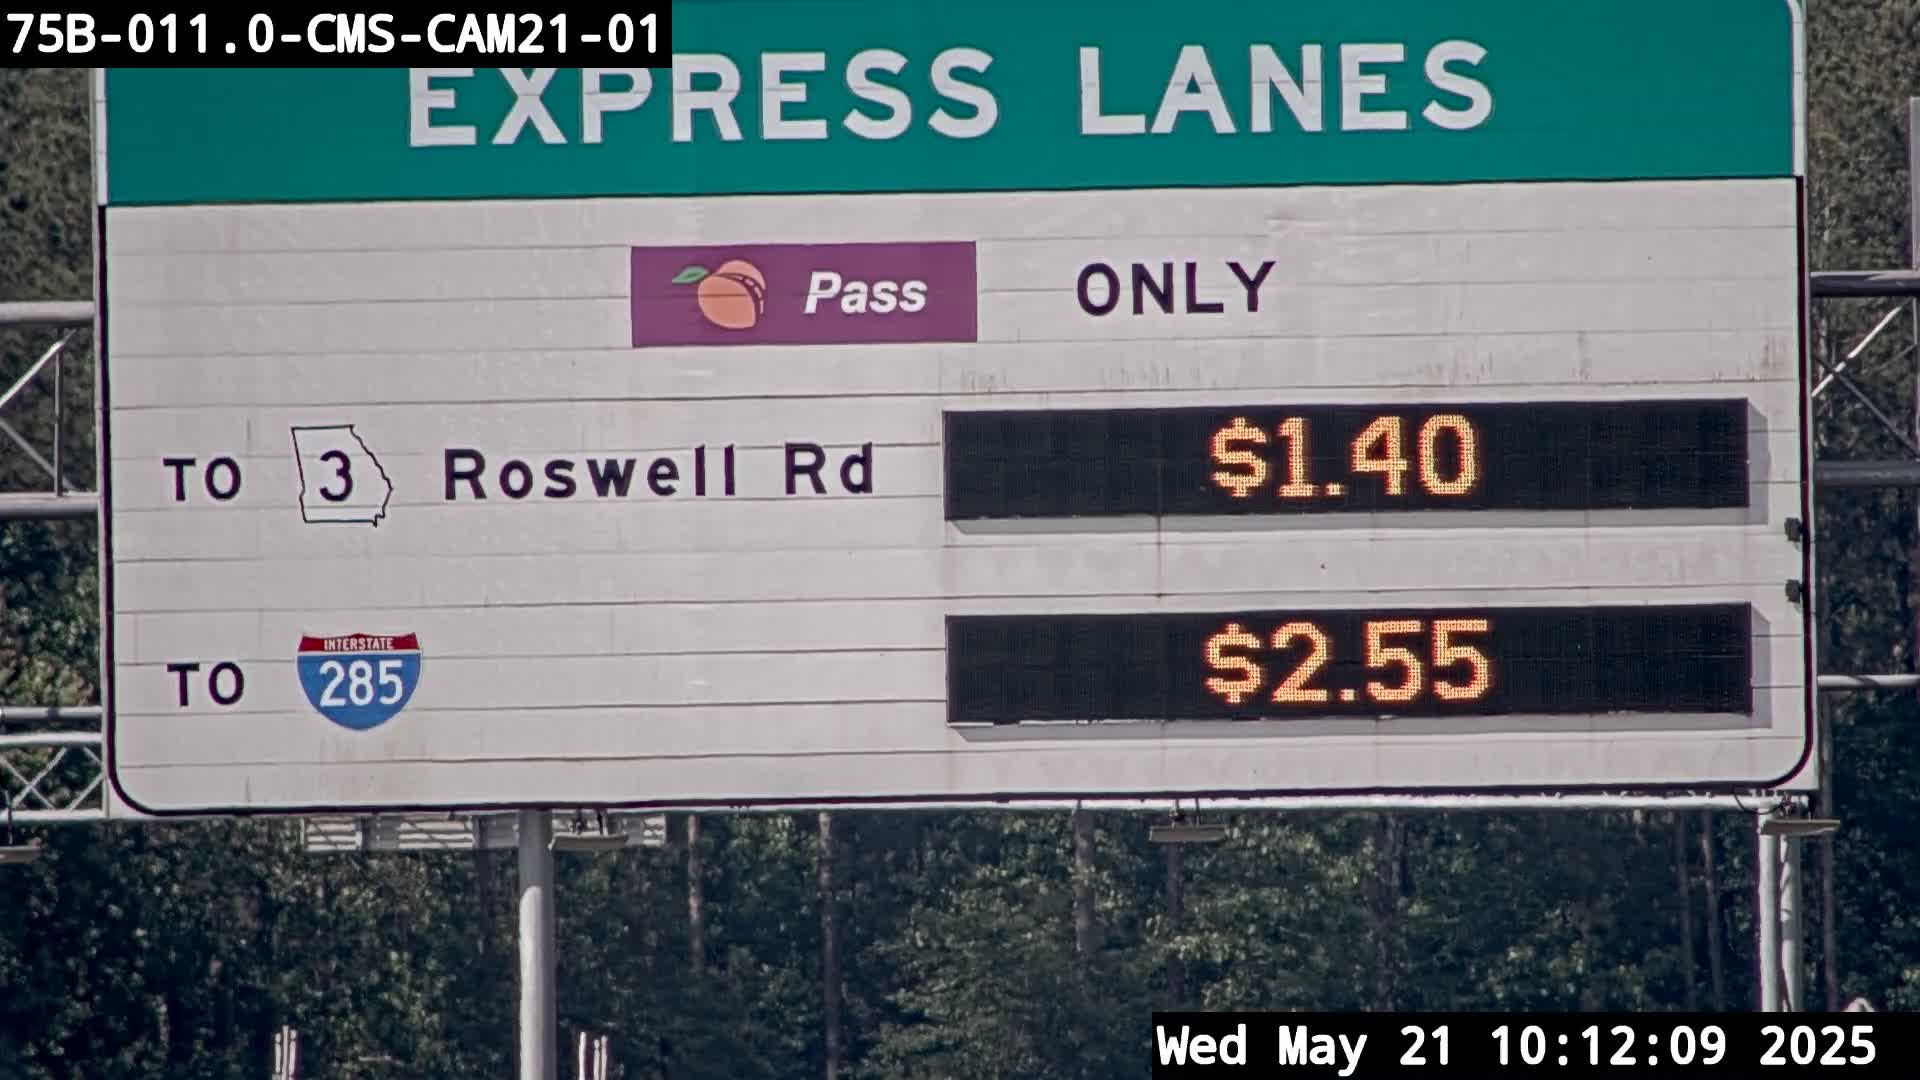 75B-011.0-CMS-CAM21-01
EXPRESS LANES
Pass ONLY
TO 3 Roswell Rd $1.40
INTERSTATE
TO 285 $2.55
Wed May 21 10:12:09 2025